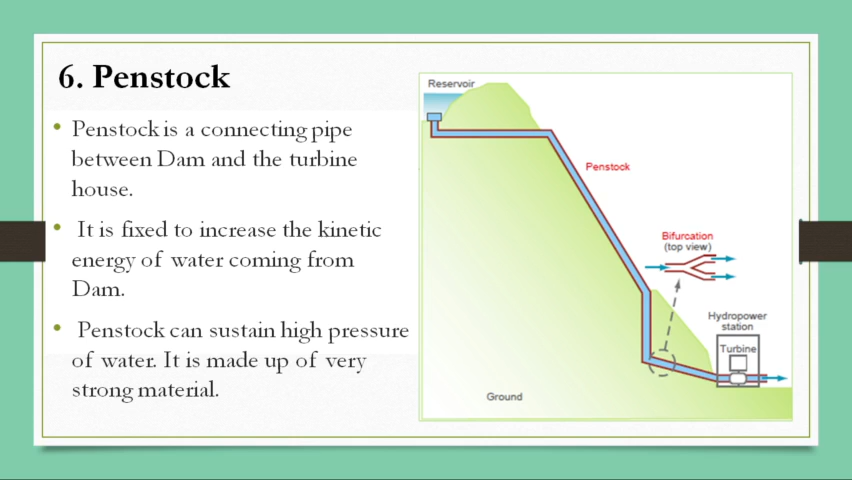 6. Penstock
• Penstock is a connecting pipe
between Dam and the turbine
house.
• It is fixed to increase the kinetic
energy of water coming from
Dam.
• Penstock can sustain high pressure
of water. It is made up of very
strong material.
Reservoir
Penstock
Bifurcation
(top view)
Hydropower
station
Turbine
Ground